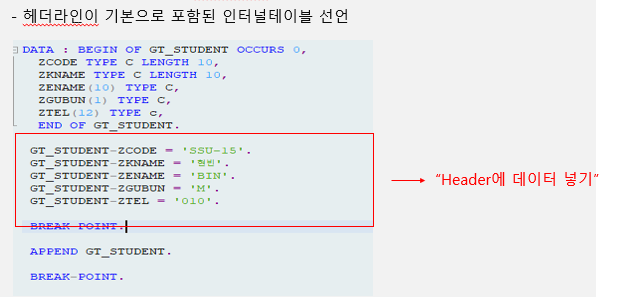 - 헤더라인이 기본으로 포함된 인터널테이블 선언
DATA : BEGIN OF GT_STUDENT OCCURS 0,
ZCODE TYPE C LENGTH 10,
ZKNAME TYPE C LENGTH 10,
ZENAME(10) TYPE C,
ZGUBUN(1) TYPE C,
ZTEL(12) TYPE c,
END OF GT_STUDENT.
GT_STUDENT-ZCODE = 'SSU-15'.
GT_STUDENT-ZKNAME = '현빈'.
GT_STUDENT-ZENAME = 'BIN'.
GT_STUDENT-ZGUBUN = 'M'.
GT_STUDENT-ZTEL = '010'.
“Header에 데이터 넣기”
BREAK-POINT.
APPEND GT_STUDENT.
BREAK-POINT.